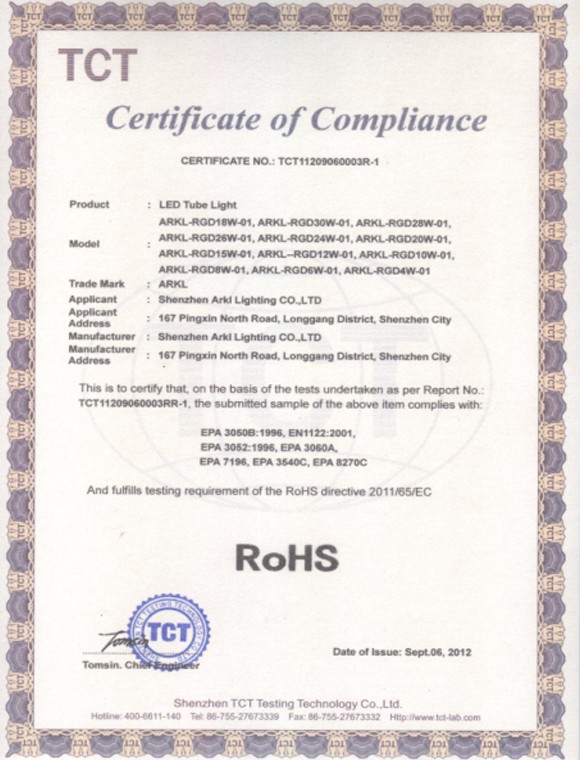 TCT
Certificate of Compliance
CERTIFICATE NO.: TCT11209060003R-1
Product : LED Tube Light
Model : ARKL-RGD18W-01, ARKL-RGD30W-01, ARKL-RGD28W-01,
ARKL-RGD26W-01, ARKL-RGD24W-01, ARKL-RGD20W-01,
ARKL-RGD15W-01, ARKL--RGD12W-01, ARKL-RGD10W-01,
ARKL-RGD8W-01, ARKL-RGD6W-01, ARKL-RGD4W-01
Trade Mark : ARKL
Applicant : Shenzhen Arkl Lighting CO.,LTD
Applicant Address : 167 Pingxin North Road, Longgang District, Shenzhen City
Manufacturer : Shenzhen Arkl Lighting CO.,LTD
Manufacturer Address : 167 Pingxin North Road, Longgang District, Shenzhen City
This is to certify that, on the basis of the tests undertaken as per Report No.:
TCT11209060003RR-1, the submitted sample of the above item complies with:
EPA 3050B:1996, EN1122:2001,
EPA 3052:1996, EPA 3060A,
EPA 7196, EPA 3540C, EPA 8270C
And fulfills testing requirement of the RoHS directive 2011/65/EC
RoHS
Tomsin
TCT
Tomsin. Chief Engineer
Date of Issue: Sept.06, 2012
Shenzhen TCT Testing Technology Co.,Ltd.
Hotline: 400-6611-140 Tel: 86-755-27673339 Fax: 86-755-27673332 Http://www.tct-lab.com